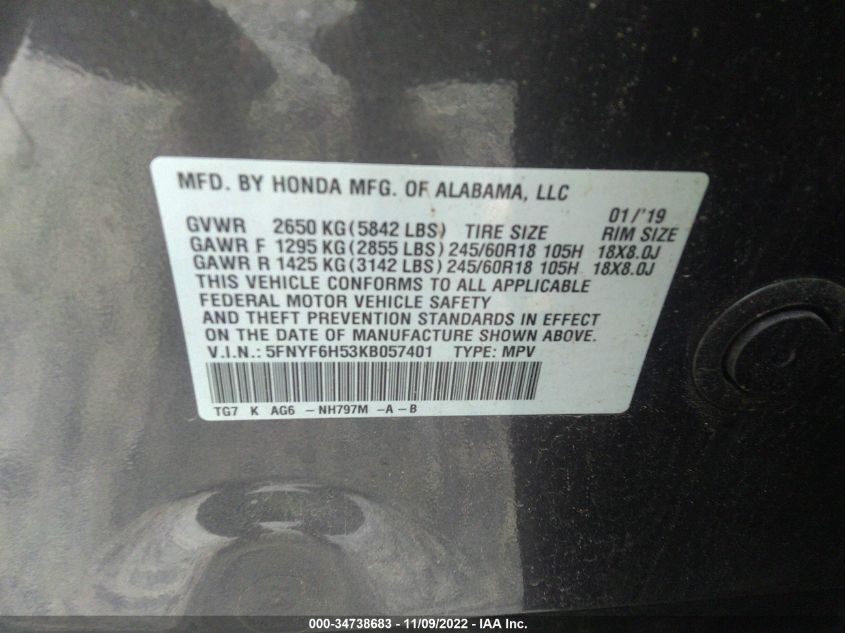 MFD. BY HONDA MFG. OF ALABAMA, LLC
01/'19
GVWR 2650 KG(5842 LBS) TIRE SIZE RIM SIZE
GAWR F 1295 KG(2855 LBS) 245/60R18 105H 18X8.0J
GAWR R 1425 KG(3142 LBS) 245/60R18 105H 18X8.0J
THIS VEHICLE CONFORMS TO ALL APPLICABLE
FEDERAL MOTOR VEHICLE SAFETY
AND THEFT PREVENTION STANDARDS IN EFFECT
ON THE DATE OF MANUFACTURE SHOWN ABOVE.
V.I.N.: 5FNYF6H53KB057401 TYPE: MPV
TG7 K AG6 -NH797M -A-B
000-34738683 - 11/09/2022 - IAA Inc.